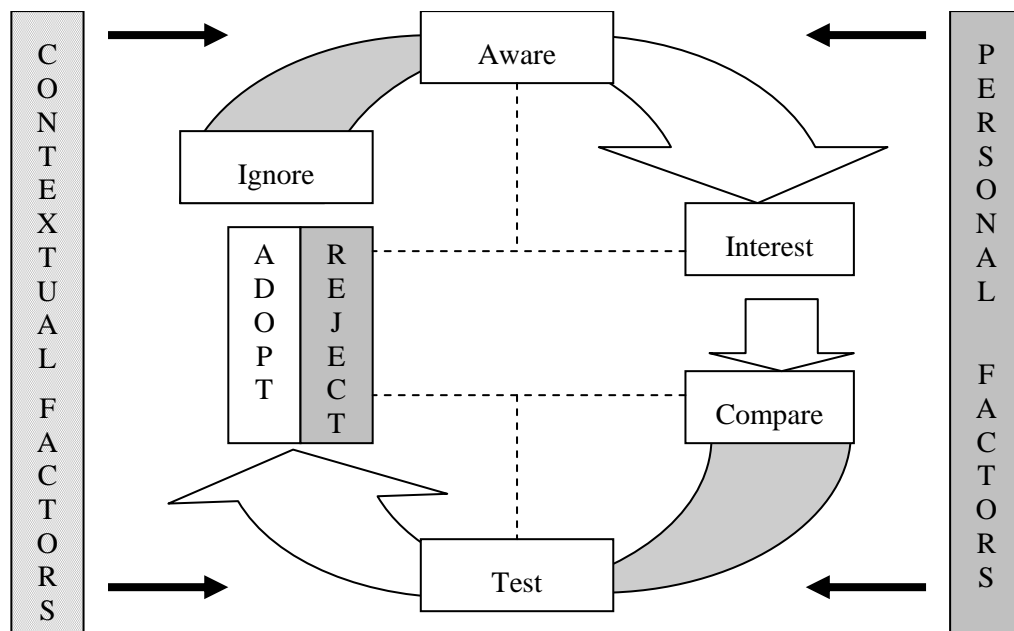 CONTEXTUAL FACTORS
Aware
Ignore
Interest
ADOPT
REJECT
Compare
Test
PERSONAL FACTORS